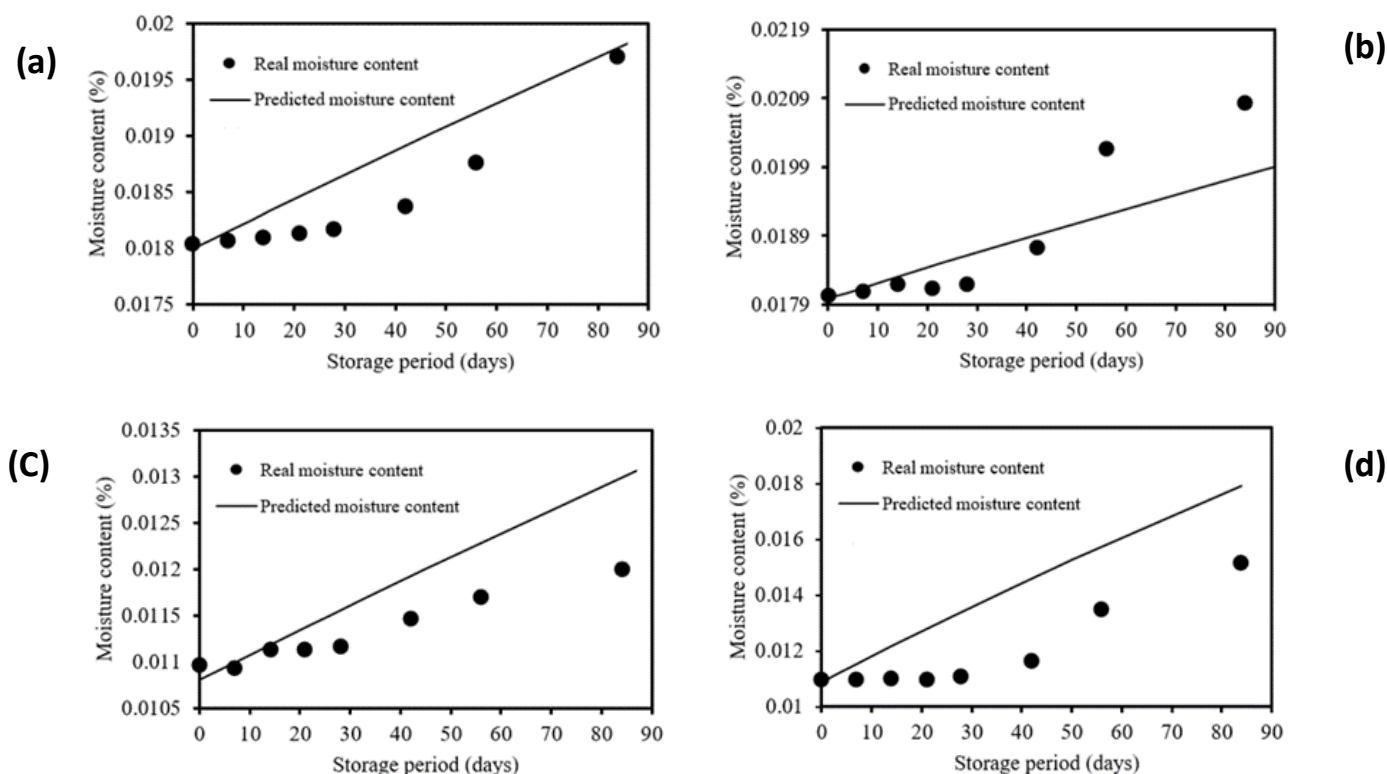 (a)
0.02
0.0195
0.019
0.0185
0.018
0.0175
Moisture content (%)
Real moisture content
Predicted moisture content
0 10 20 30 40 50 60 70 80 90
Storage period (days)
(b)
0.0219
0.0209
0.0199
0.0189
0.0179
Moisture content (%)
Real moisture content
Predicted moisture content
0 10 20 30 40 50 60 70 80 90
Storage period (days)
(C)
0.0135
0.013
0.0125
0.012
0.0115
0.011
0.0105
Moisture content (%)
Real moisture content
Predicted moisture content
0 10 20 30 40 50 60 70 80 90
Storage period (days)
(d)
0.02
0.018
0.016
0.014
0.012
0.01
Moisture content (%)
Real moisture content
Predicted moisture content
0 10 20 30 40 50 60 70 80 90
Storage period (days)